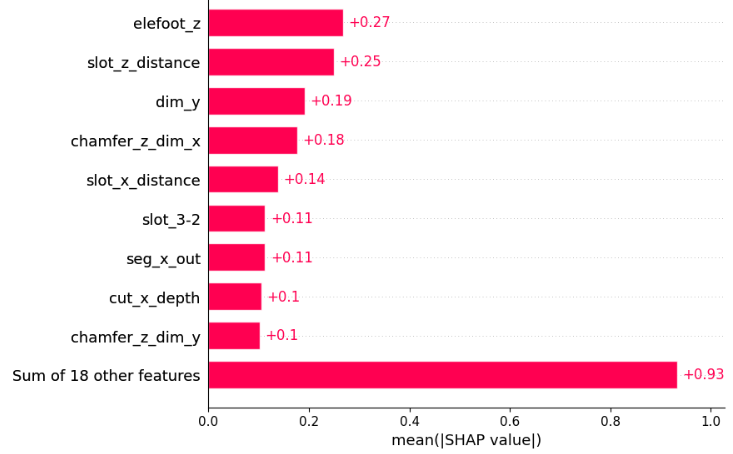 elefoot_z +0.27
slot_z_distance +0.25
dim_y +0.19
chamfer_z_dim_x +0.18
slot_x_distance +0.14
slot_3-2 +0.11
seg_x_out +0.11
cut_x_depth +0.1
chamfer_z_dim_y +0.1
Sum of 18 other features +0.93
0.0 0.2 0.4 0.6 0.8 1.0
mean(|SHAP value|)